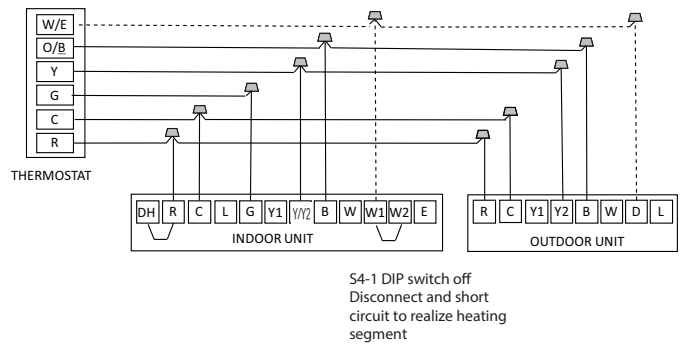 W/E
O/B
Y
G
C
R
THERMOSTAT
DH R C L G Y1 Y/Y2 B W W1 W2 E
INDOOR UNIT
R C Y1 Y2 B W D L
OUTDOOR UNIT
S4-1 DIP switch off
Disconnect and short
circuit to realize heating
segment